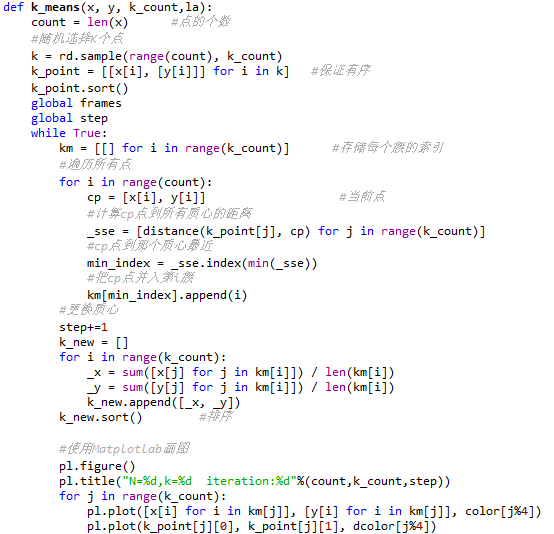 def k_means(x, y, k_count,la):
    count = len(x)      #点的个数
    #随机选择K个点
    k = rd.sample(range(count), k_count)
    k_point = [[x[i], [y[i]]] for i in k]   #保证有序
    k_point.sort()
    global frames
    global step
    while True:
        km = [[] for i in range(k_count)]      #存储每个簇的索引
        #遍历所有点
        for i in range(count):
            cp = [x[i], y[i]]                   #当前点
            #计算cp点到所有质心的距离
            _sse = [distance(k_point[j], cp) for j in range(k_count)]
            #cp点到那个质心最近
            min_index = _sse.index(min(_sse))
            #把cp点并入第i簇
            km[min_index].append(i)
        #更换质心
        step+=1
        k_new = []
        for i in range(k_count):
            _x = sum([x[j] for j in km[i]]) / len(km[i])
            _y = sum([y[j] for j in km[i]]) / len(km[i])
            k_new.append([_x, _y])
        k_new.sort()        #排序
        #使用Matplotlab画图
        pl.figure()
        pl.title("N=%d,k=%d  iteration:%d"%(count,k_count,step))
        for j in range(k_count):
            pl.plot([x[i] for i in km[j]], [y[i] for i in km[j]], color[j%4])
            pl.plot(k_point[j][0], k_point[j][1], dcolor[j%4])